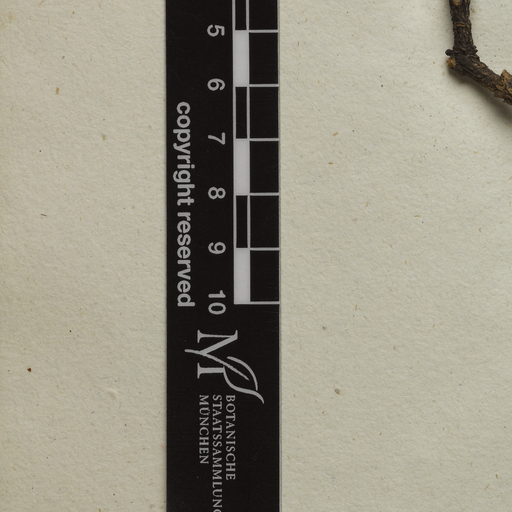 5 6 7 8 9 10
copyright reserved
BOTANISCHE
STAATSSAMMLUNG
MÜNCHEN